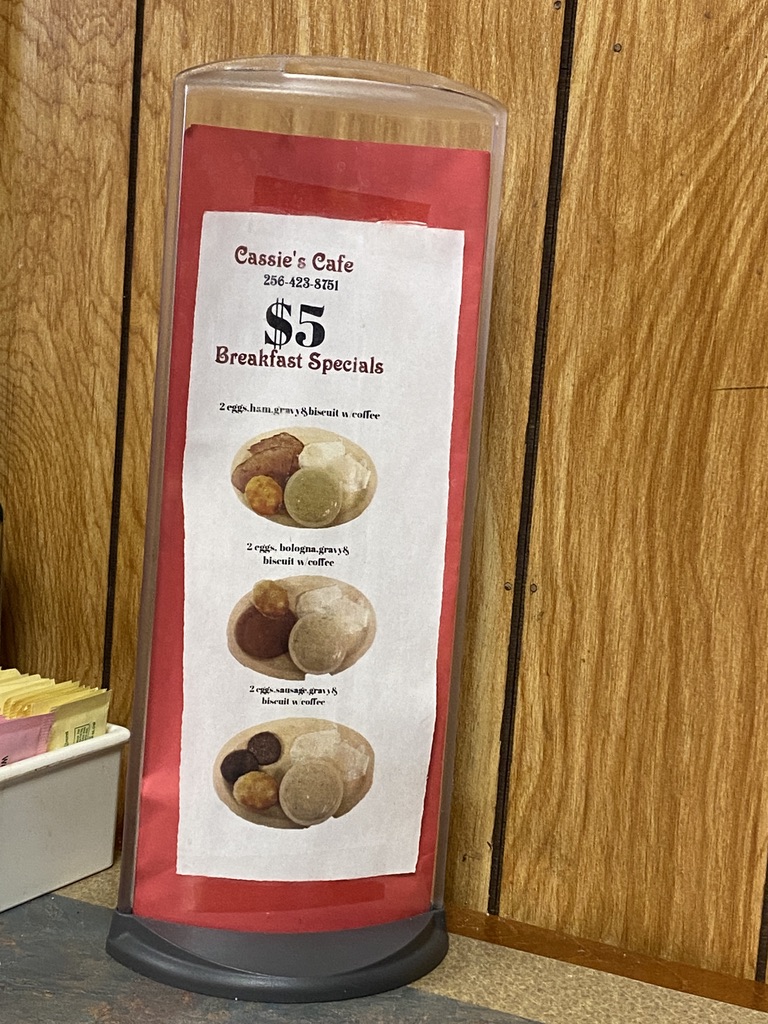 Cassie's Cafe
256-423-8751
$5
Breakfast Specials
2 eggs,ham,gravy&biscuit w/coffee
2 eggs, bologna,gravy&
biscuit w/coffee
2 eggs,sausage,gravy&
biscuit w/coffee